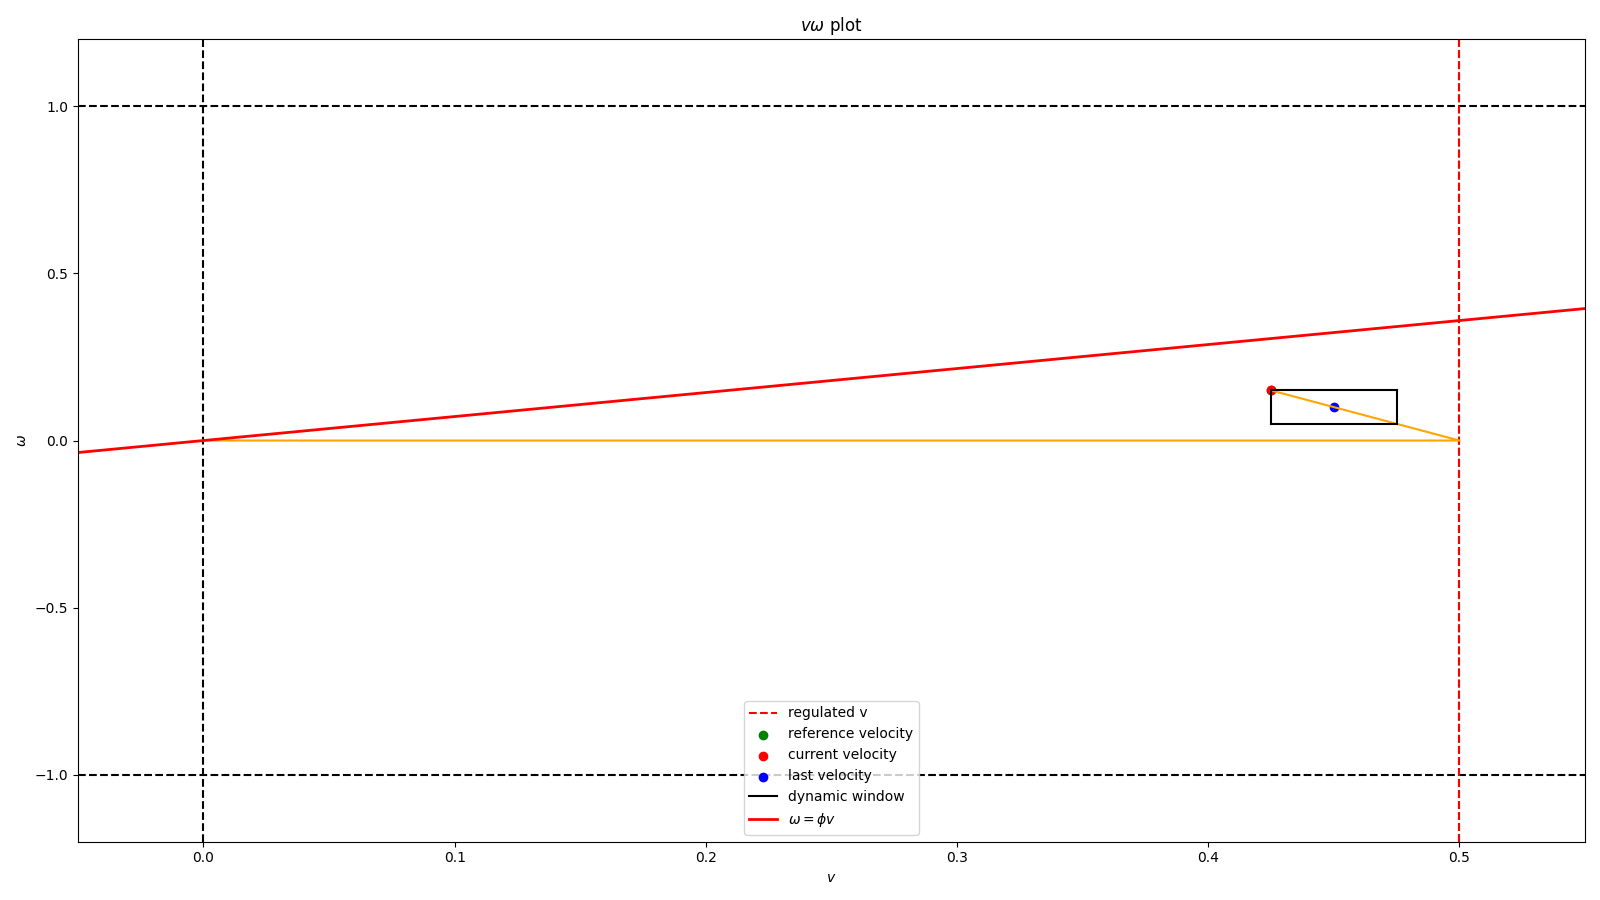 vω plot
1.0
0.5
0.0
−0.5
−1.0
ω
0.0 0.1 0.2 0.3 0.4 0.5
v
regulated v
reference velocity
current velocity
last velocity
dynamic window
ω = ϕv